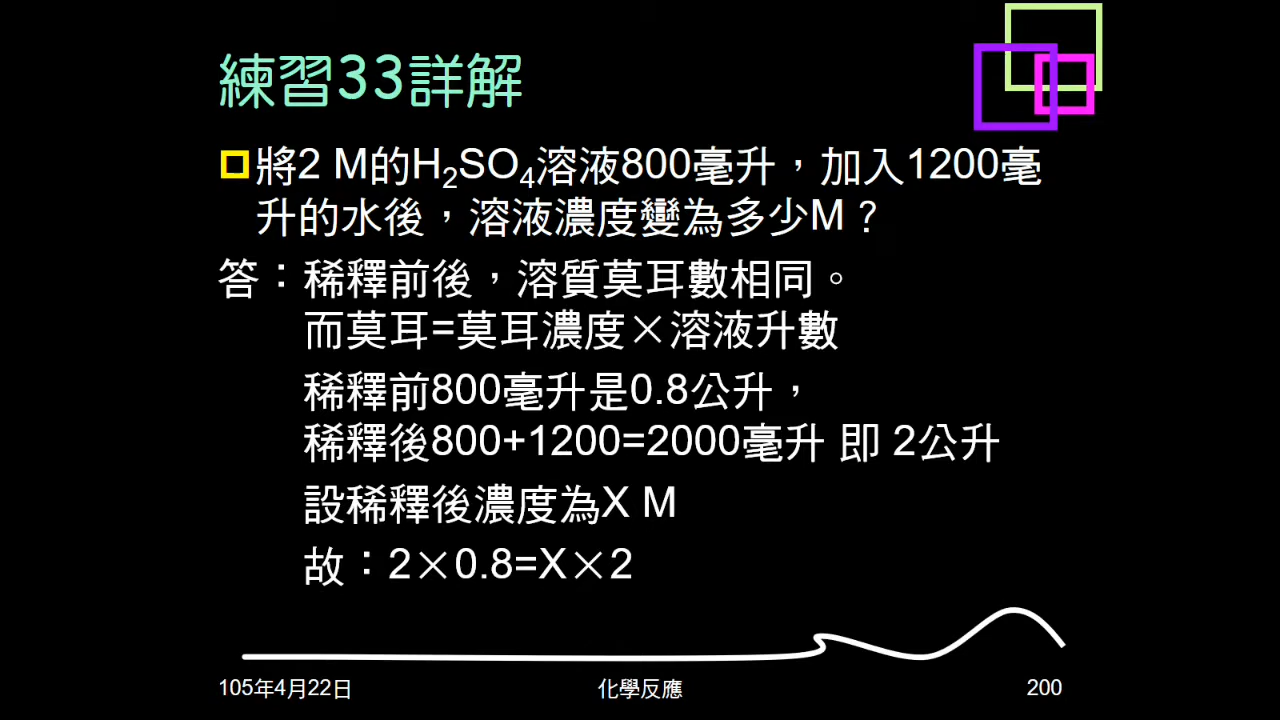 練習33詳解
將2 M的H₂SO₄溶液800毫升，加入1200毫
升的水後，溶液濃度變為多少M？
答：稀釋前後，溶質莫耳數相同。
而莫耳=莫耳濃度×溶液升數
稀釋前800毫升是0.8公升，
稀釋後800+1200=2000毫升 即 2公升
設稀釋後濃度為X M
故：2×0.8=X×2
105年4月22日
化學反應
200